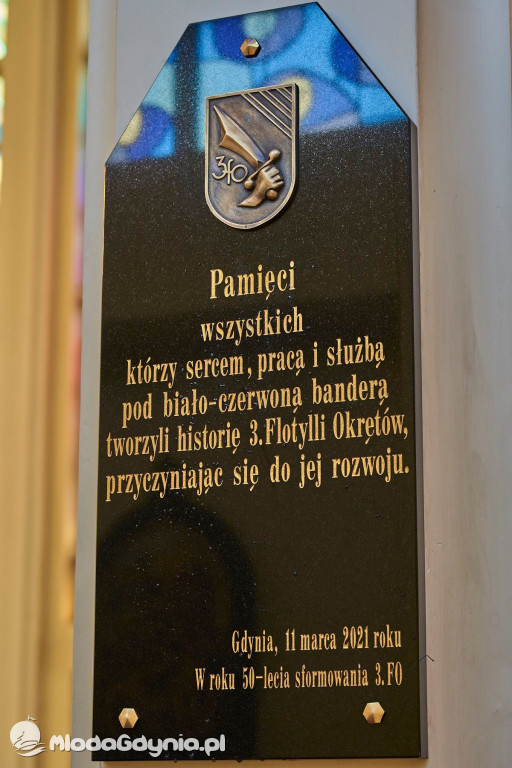 3fo
Pamięci
wszystkich
którzy sercem, pracą i służbą
pod biało-czerwoną banderą
tworzyli historię 3.Flotylli Okrętów,
przyczyniając się do jej rozwoju.
Gdynia, 11 marca 2021 roku
W roku 50-lecia sformowania 3.FO
MlodaGdynia.pl